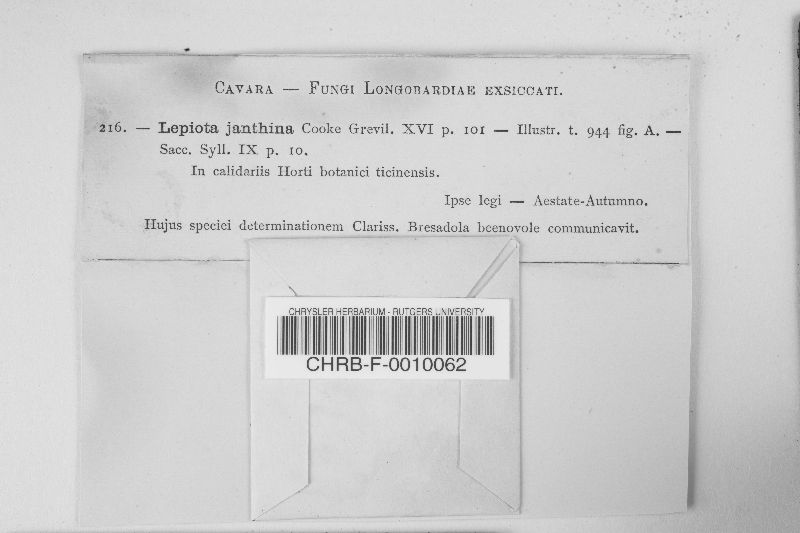 CAVARA — FUNGI LONGOBARDIAE EXSICCATI.
216. — Lepiota janthina Cooke Grevil. XVI p. 101 — Illustr. t. 944 fig. A. —
Sacc. Syll. IX p. 10.
In calidariis Horti botanici ticinensis.
Ipse legi — Aestate-Autumno.
Hujus speciei determinationem Clariss. Bresadola beenovole communicavit.
CHRYSLER HERBARIUM - RUTGERS UNIVERSITY
CHRB-F-0010062